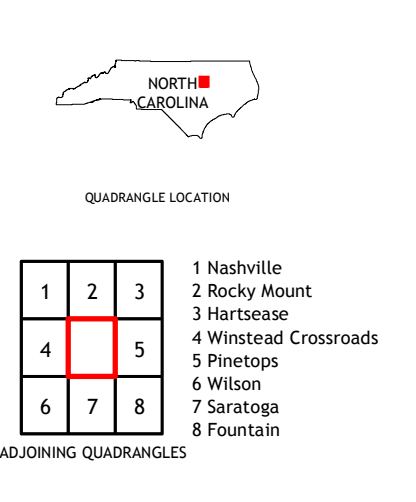 NORTH
CAROLINA
QUADRANGLE LOCATION
1 2 3
4 5
6 7 8
ADJOINING QUADRANGLES
1 Nashville
2 Rocky Mount
3 Hartsease
4 Winstead Crossroads
5 Pinetops
6 Wilson
7 Saratoga
8 Fountain